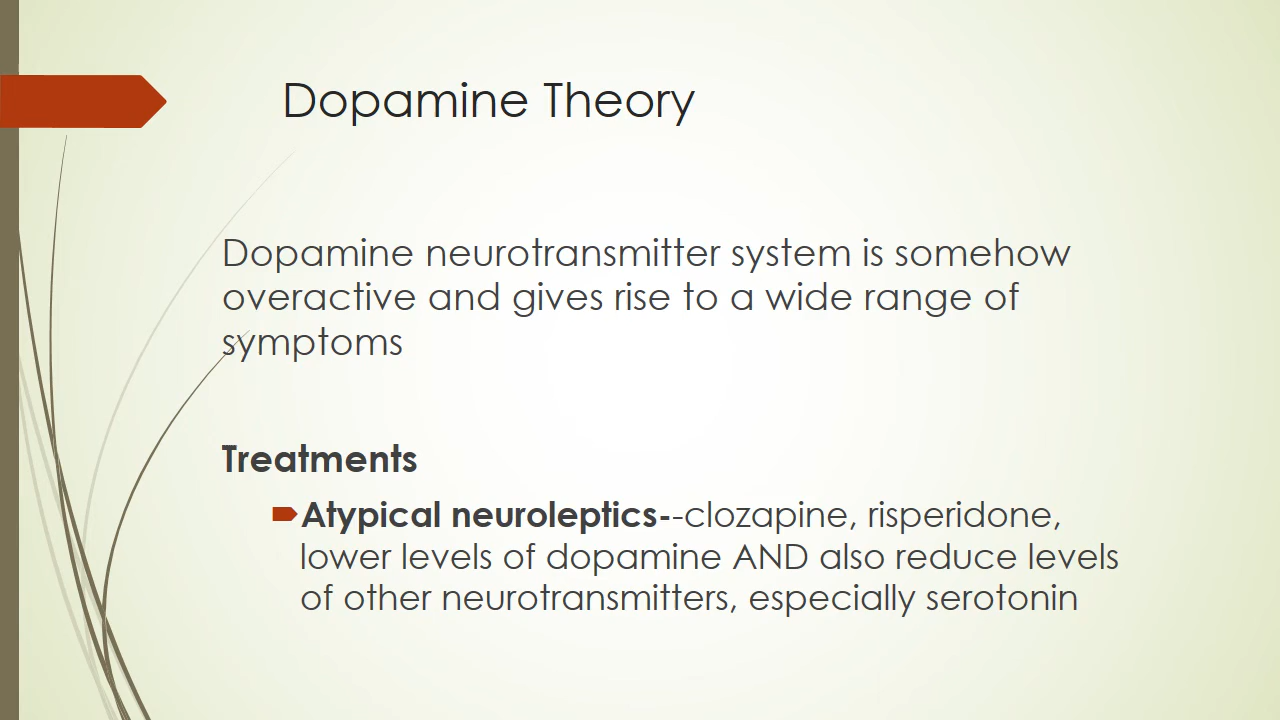 Dopamine Theory
Dopamine neurotransmitter system is somehow
overactive and gives rise to a wide range of
symptoms
Treatments
Atypical neuroleptics--clozapine, risperidone,
lower levels of dopamine AND also reduce levels
of other neurotransmitters, especially serotonin